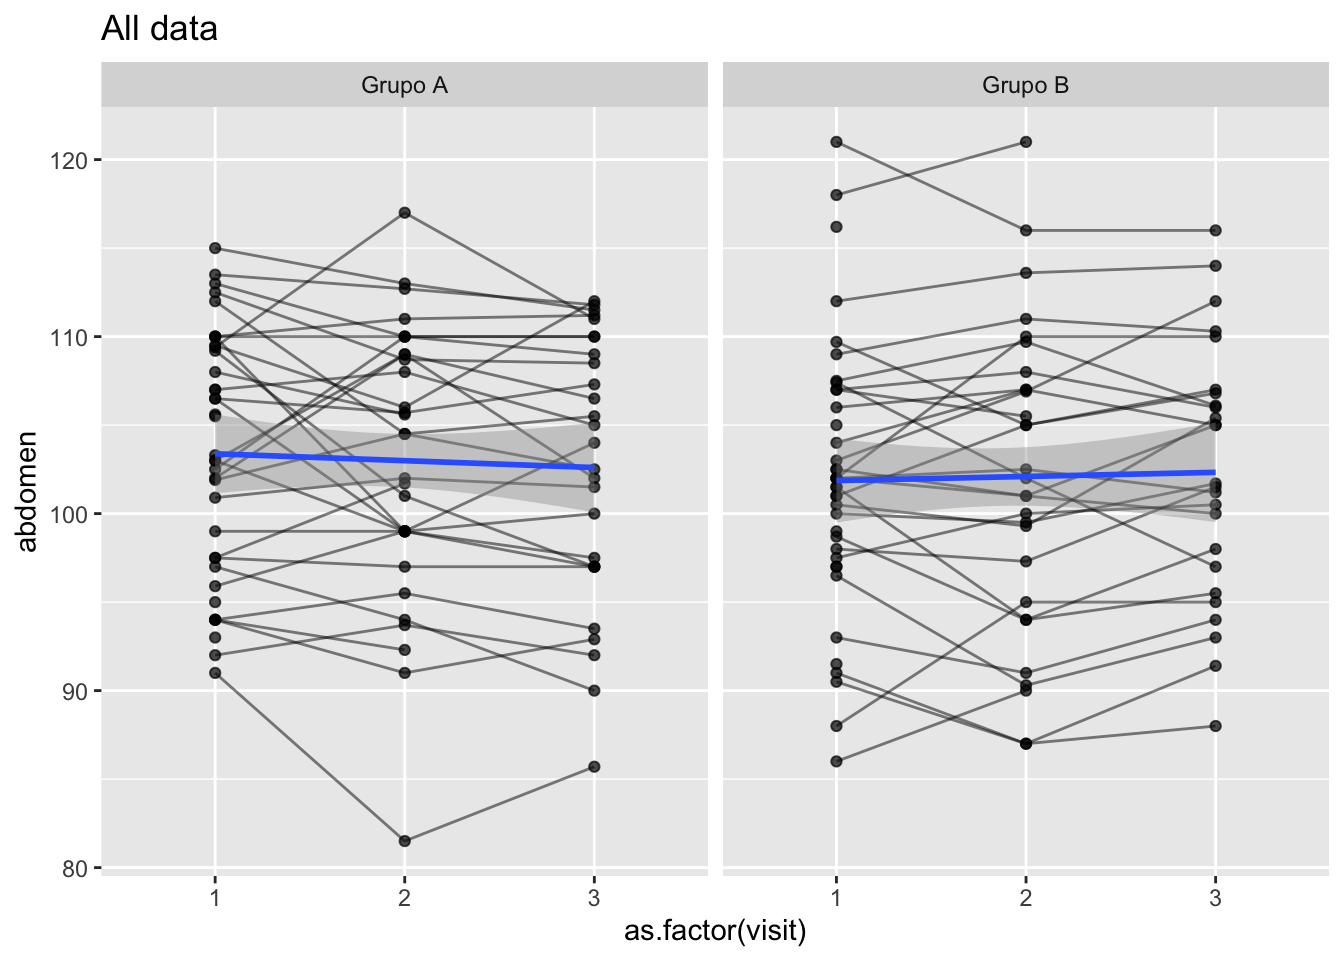 All data
Grupo A
Grupo B
120
110
100
90
80
abdomen
1 2 3
1 2 3
as.factor(visit)